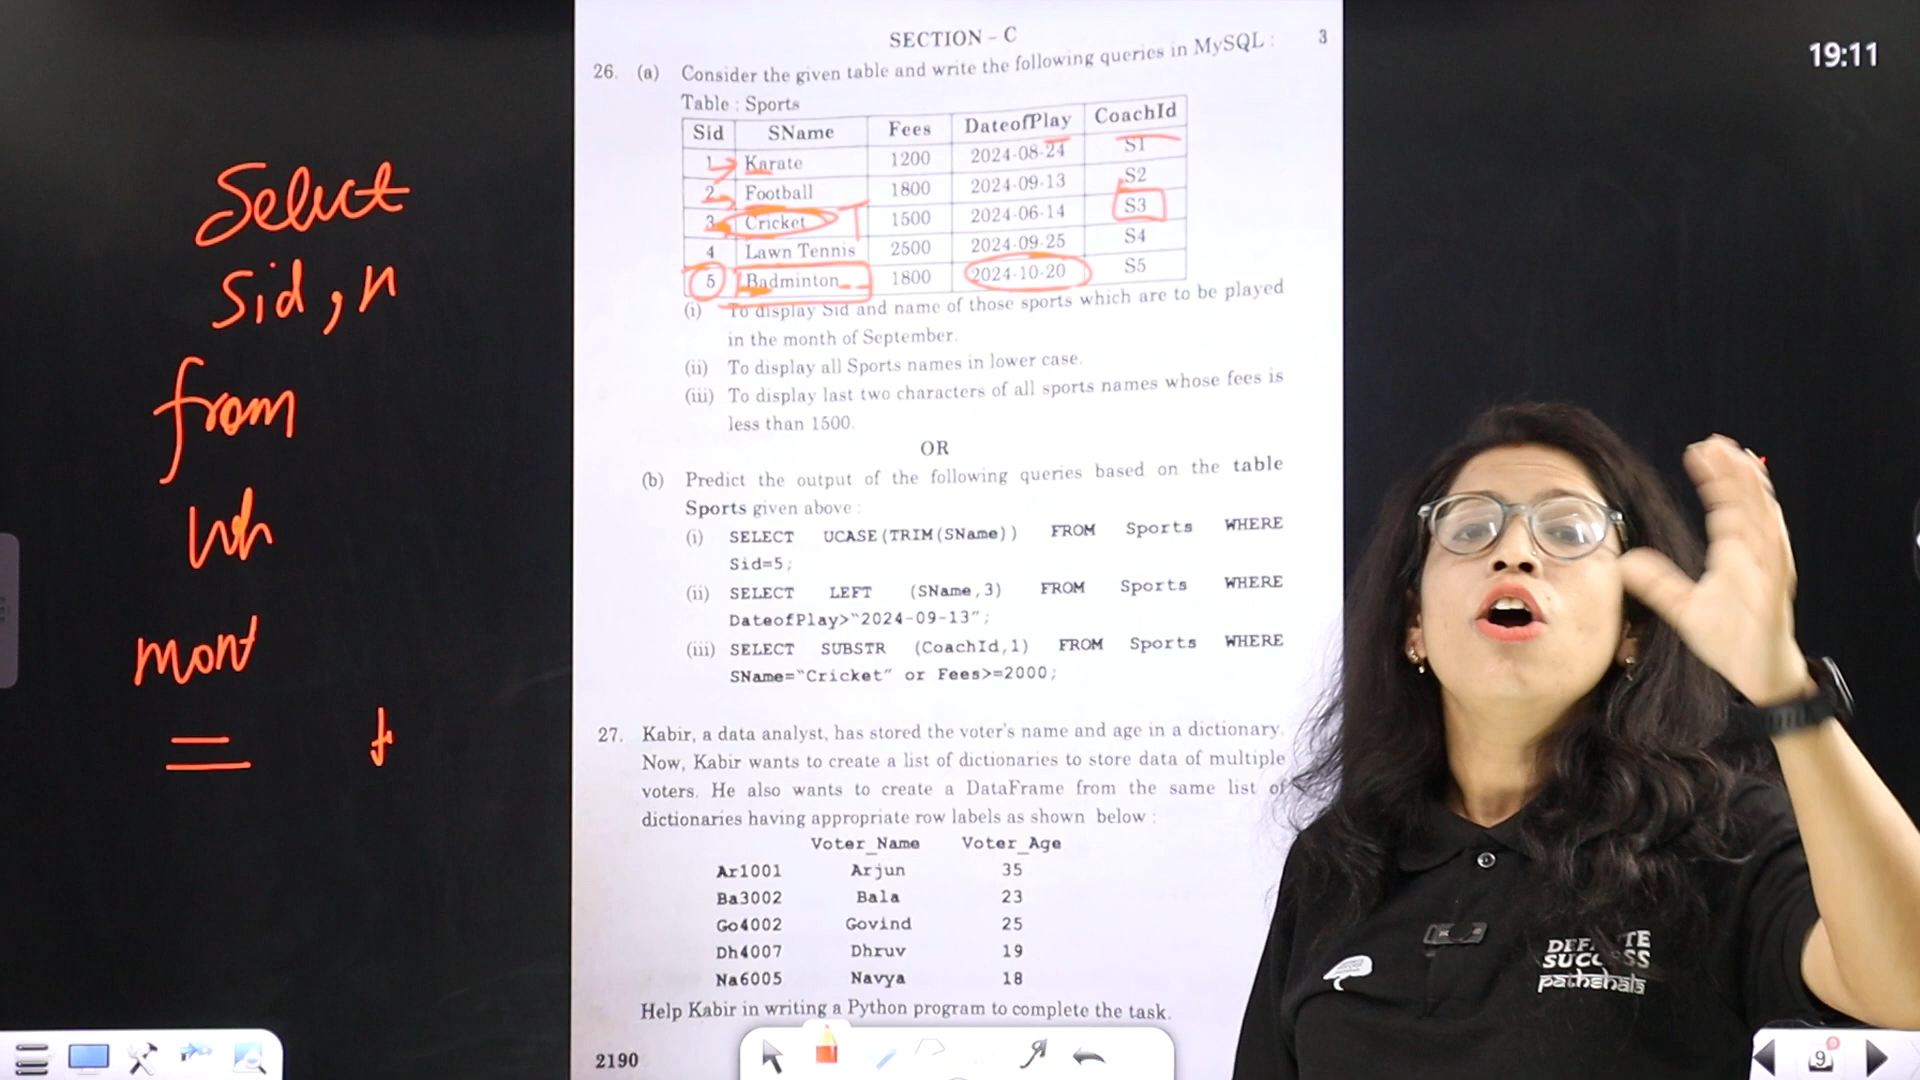 19:11
Select
Sid, n
from
wh
mont
=
SECTION - C
26. (a) Consider the given table and write the following queries in MySQL : 3
Table : Sports
Sid SName Fees DateofPlay CoachId
1 Karate 1200 2024-08-24 S1
2 Football 1800 2024-09-13 S2
3 Cricket 1500 2024-06-14 S3
4 Lawn Tennis 2500 2024-09-25 S4
5 Badminton 1800 2024-10-20 S5
(i) To display Sid and name of those sports which are to be played
in the month of September.
(ii) To display all Sports names in lower case.
(iii) To display last two characters of all sports names whose fees is
less than 1500.
OR
(b) Predict the output of the following queries based on the table
Sports given above :
(i) SELECT UCASE(TRIM(SName)) FROM Sports WHERE
Sid=5;
(ii) SELECT LEFT (SName,3) FROM Sports WHERE
DateofPlay>"2024-09-13";
(iii) SELECT SUBSTR (CoachId,1) FROM Sports WHERE
SName="Cricket" or Fees>=2000;
27. Kabir, a data analyst, has stored the voter's name and age in a dictionary.
Now, Kabir wants to create a list of dictionaries to store data of multiple
voters. He also wants to create a DataFrame from the same list of
dictionaries having appropriate row labels as shown below :
Voter_Name Voter_Age
Ar1001 Arjun 35
Ba3002 Bala 23
Go4002 Govind 25
Dh4007 Dhruv 19
Na6005 Navya 18
Help Kabir in writing a Python program to complete the task.
2190
SUCCESS
pathshala
9